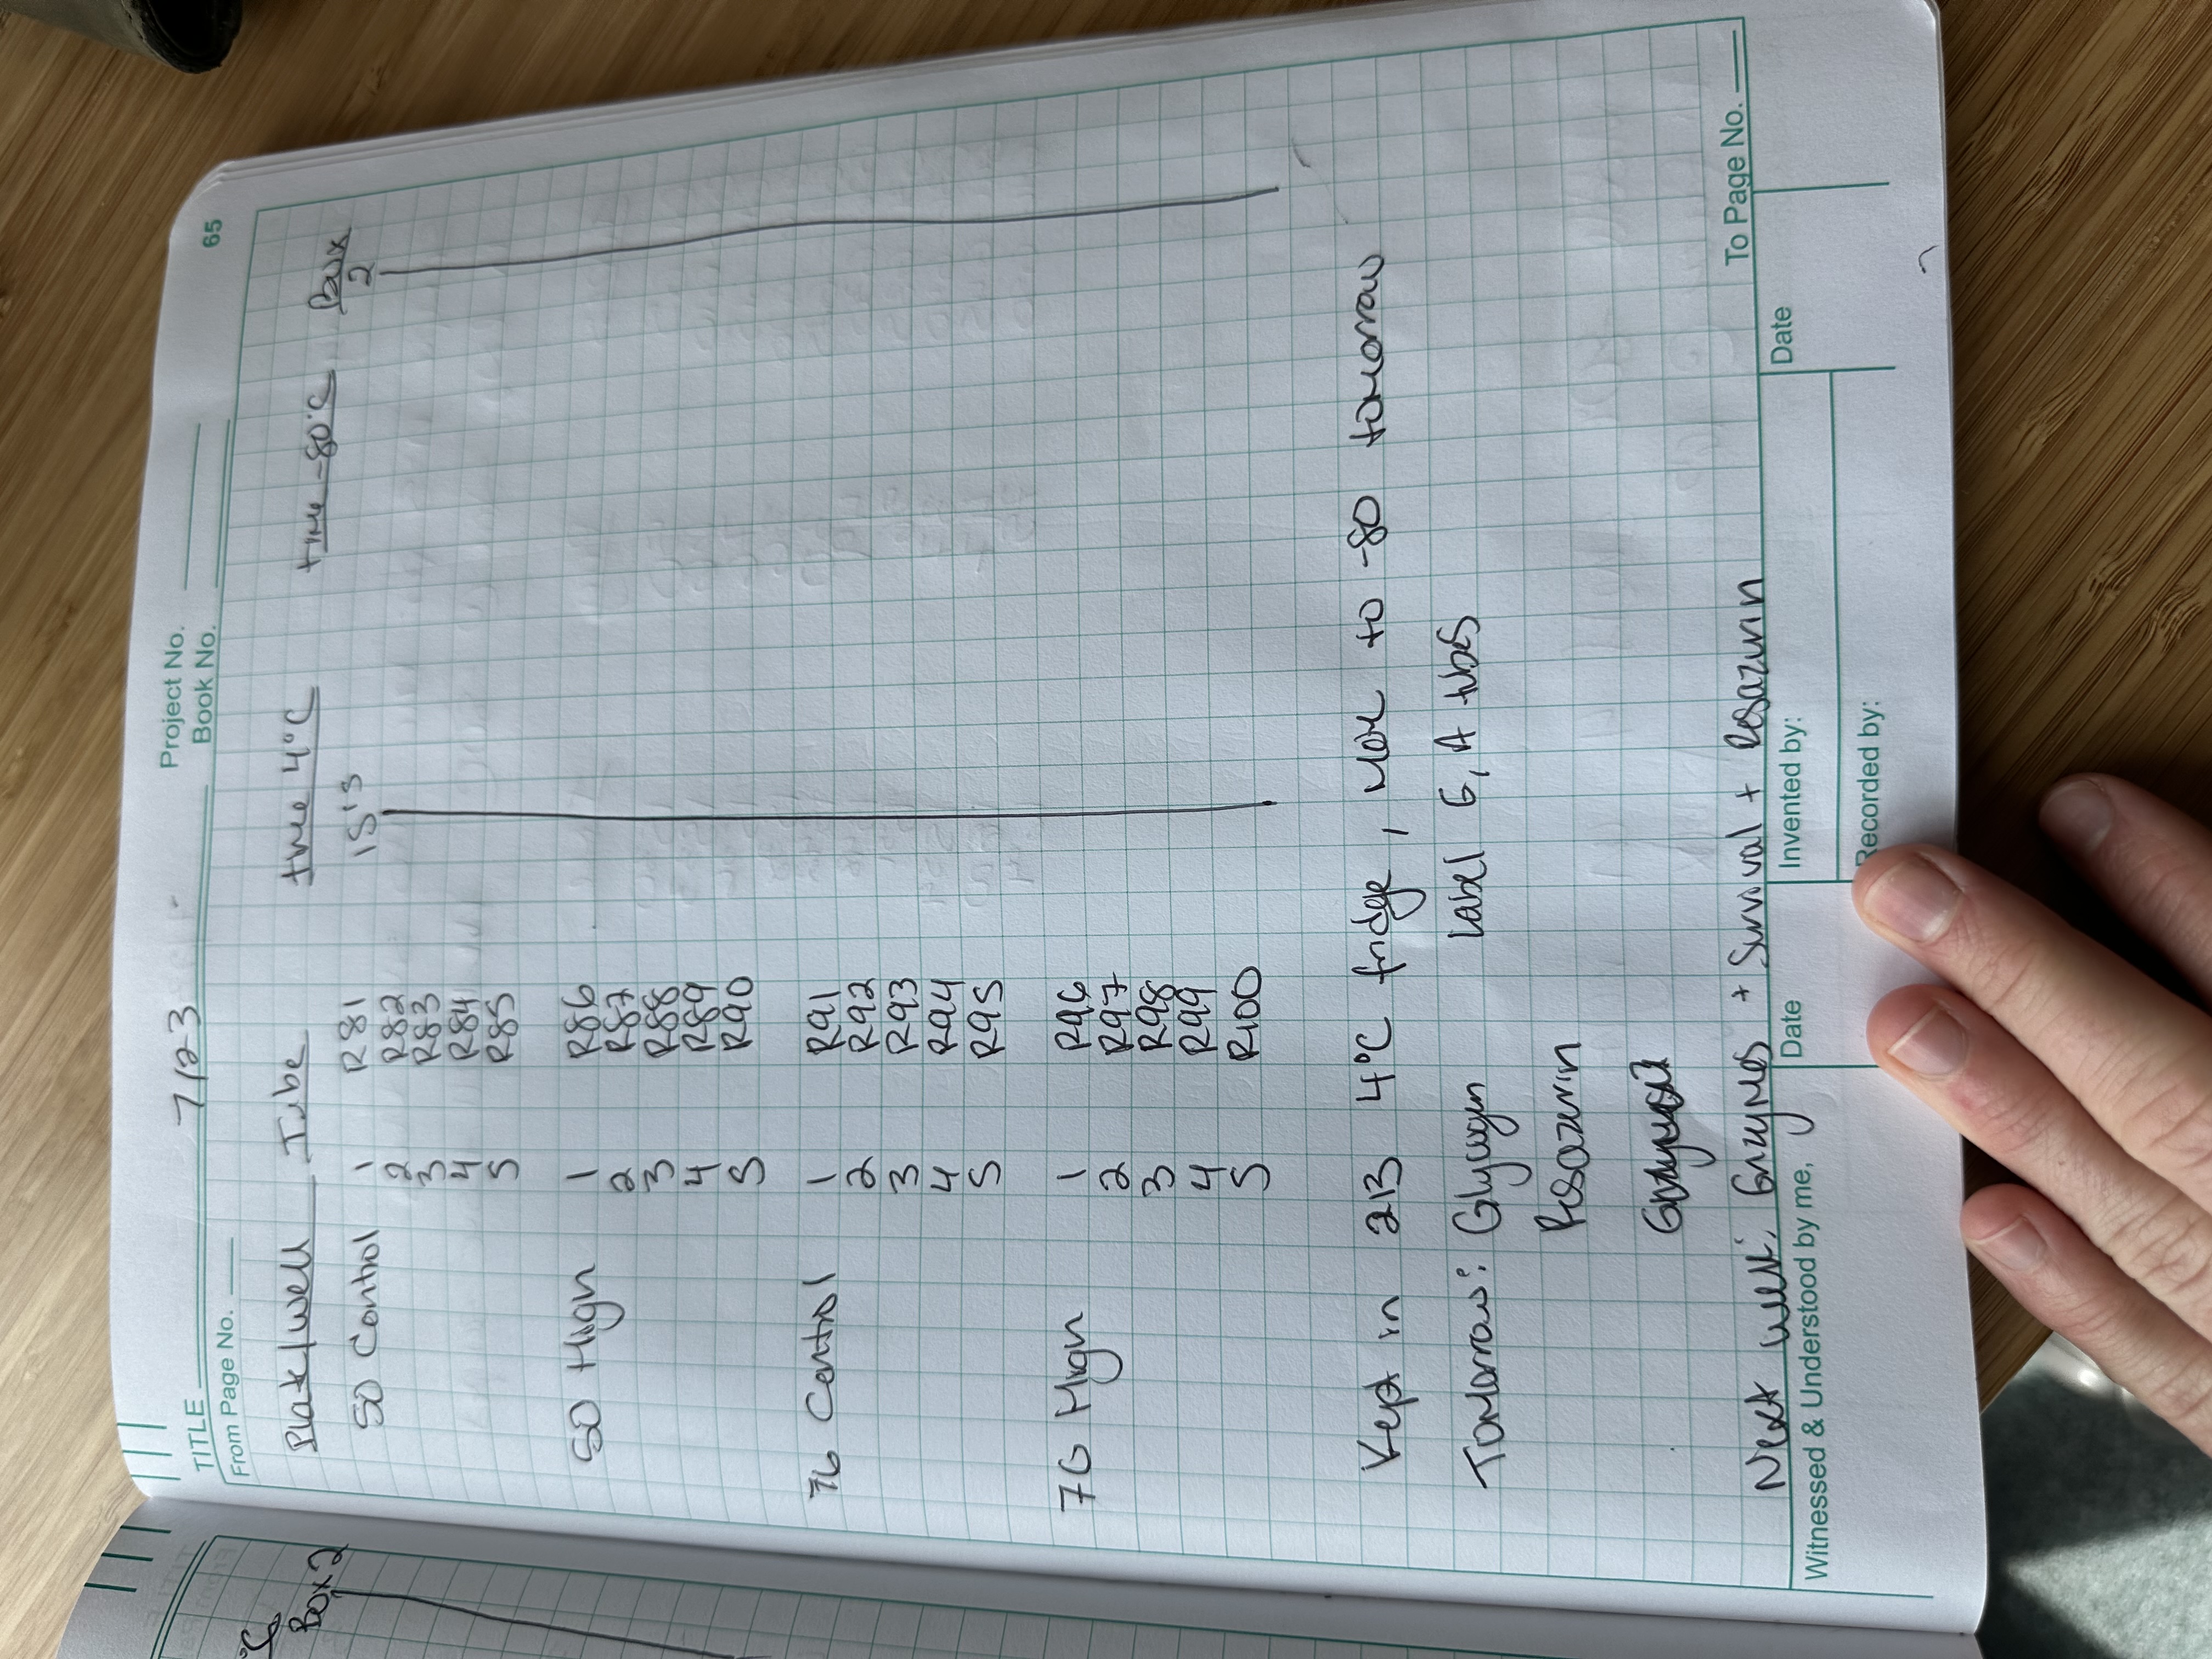 °C
Box 2
TITLE 7/23 Project No.
Book No.
65
From Page No.
Plate/well Tube time 4°C time -80°C Box
50 Control 1 R81 15'5 2
2 R82
3 R83
4 R84
5 R85
50 High 1 R86
2 R87
3 R88
4 R89
5 R90
76 Control 1 R91
2 R92
3 R93
4 R94
5 R95
76 High 1 R96
2 R97
3 R98
4 R99
5 R100
Kept in 213 4°C fridge, move to -80 tomorrow
Tomorrow: Glycogen Label G, A tubes
Resazurin
Next week: Enzymes + Survival + Resazurin
To Page No.
Witnessed & Understood by me, Date Invented by: Date
Recorded by: